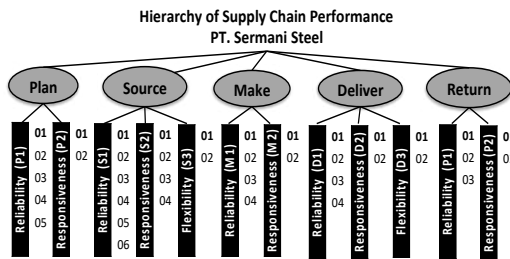 Hierarchy of Supply Chain Performance
PT. Sermani Steel
Plan
Source
Make
Deliver
Return
Reliability (P1)
01
02
03
04
05
Responsiveness (P2)
01
02
Reliability (S1)
01
02
03
04
05
06
Responsiveness (S2)
01
02
03
04
Flexibility (S3)
01
02
Reliability (M1)
01
02
03
04
Responsiveness (M2)
01
02
Reliability (D1)
01
02
03
04
Responsiveness (D2)
01
02
Flexibility (D3)
01
02
Reliability (P1)
01
02
03
Responsiveness (P2)
0
0